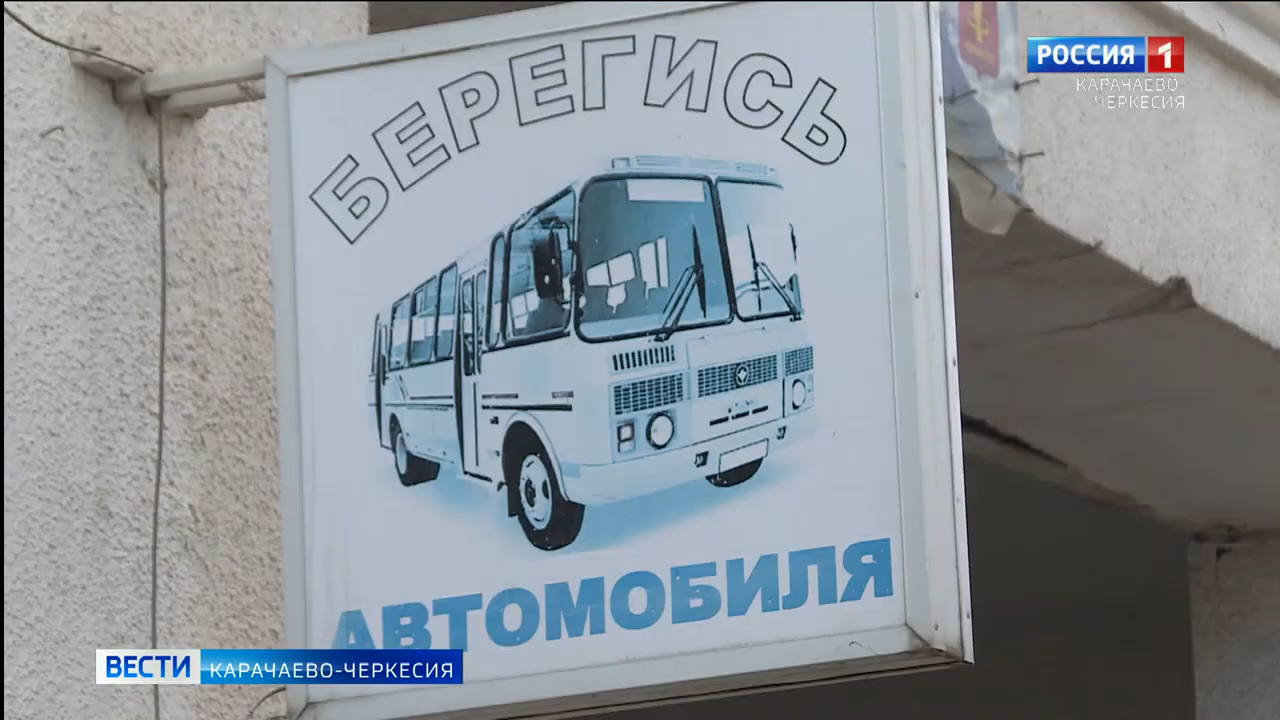 БЕРЕГИСЬ
АВТОМОБИЛЯ
РОССИЯ 1
КАРАЧАЕВО-
ЧЕРКЕСИЯ
ВЕСТИ КАРАЧАЕВО-ЧЕРКЕСИЯ